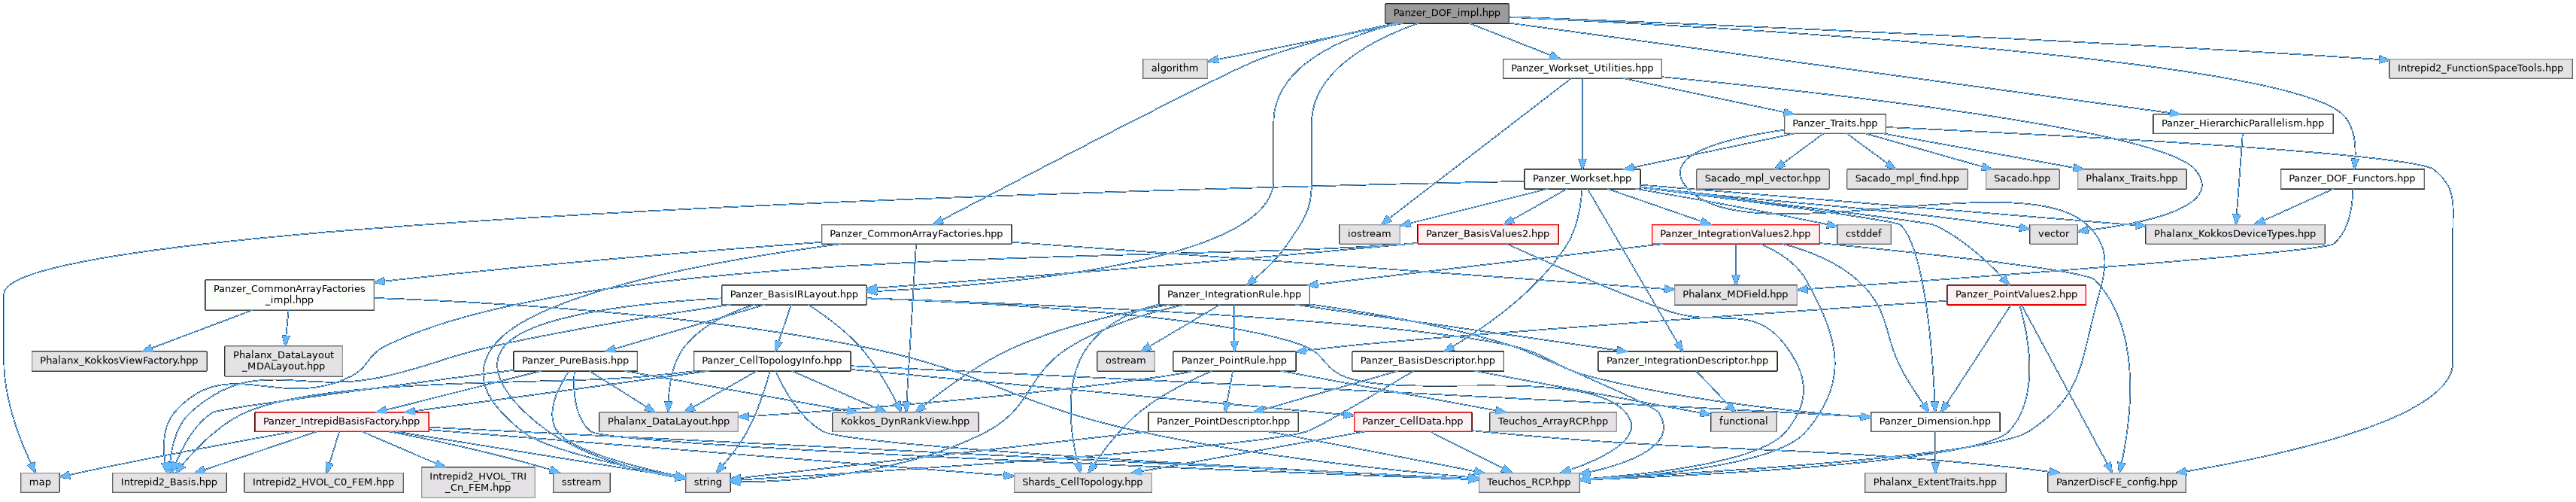 Panzer_DOF_impl.hpp
algorithm
Panzer_Workset_Utilities.hpp
Intrepid2_FunctionSpaceTools.hpp
Panzer_Traits.hpp
Panzer_HierarchicParallelism.hpp
Panzer_Workset.hpp
Sacado_mpl_vector.hpp
Sacado_mpl_find.hpp
Sacado.hpp
Phalanx_Traits.hpp
Panzer_DOF_Functors.hpp
Panzer_CommonArrayFactories.hpp
iostream
Panzer_BasisValues2.hpp
Panzer_IntegrationValues2.hpp
cstddef
vector
Phalanx_KokkosDeviceTypes.hpp
Panzer_CommonArrayFactories
_impl.hpp
Panzer_BasisIRLayout.hpp
Panzer_IntegrationRule.hpp
Phalanx_MDField.hpp
Panzer_PointValues2.hpp
Phalanx_KokkosViewFactory.hpp
Phalanx_DataLayout
_MDALayout.hpp
Panzer_PureBasis.hpp
Panzer_CellTopologyInfo.hpp
ostream
Panzer_PointRule.hpp
Panzer_BasisDescriptor.hpp
Panzer_IntegrationDescriptor.hpp
Panzer_IntrepidBasisFactory.hpp
Phalanx_DataLayout.hpp
Kokkos_DynRankView.hpp
Panzer_PointDescriptor.hpp
Panzer_CellData.hpp
Teuchos_ArrayRCP.hpp
functional
Panzer_Dimension.hpp
map
Intrepid2_Basis.hpp
Intrepid2_HVOL_C0_FEM.hpp
Intrepid2_HVOL_TRI
_Cn_FEM.hpp
sstream
string
Shards_CellTopology.hpp
Teuchos_RCP.hpp
Phalanx_ExtentTraits.hpp
PanzerDiscFE_config.hpp